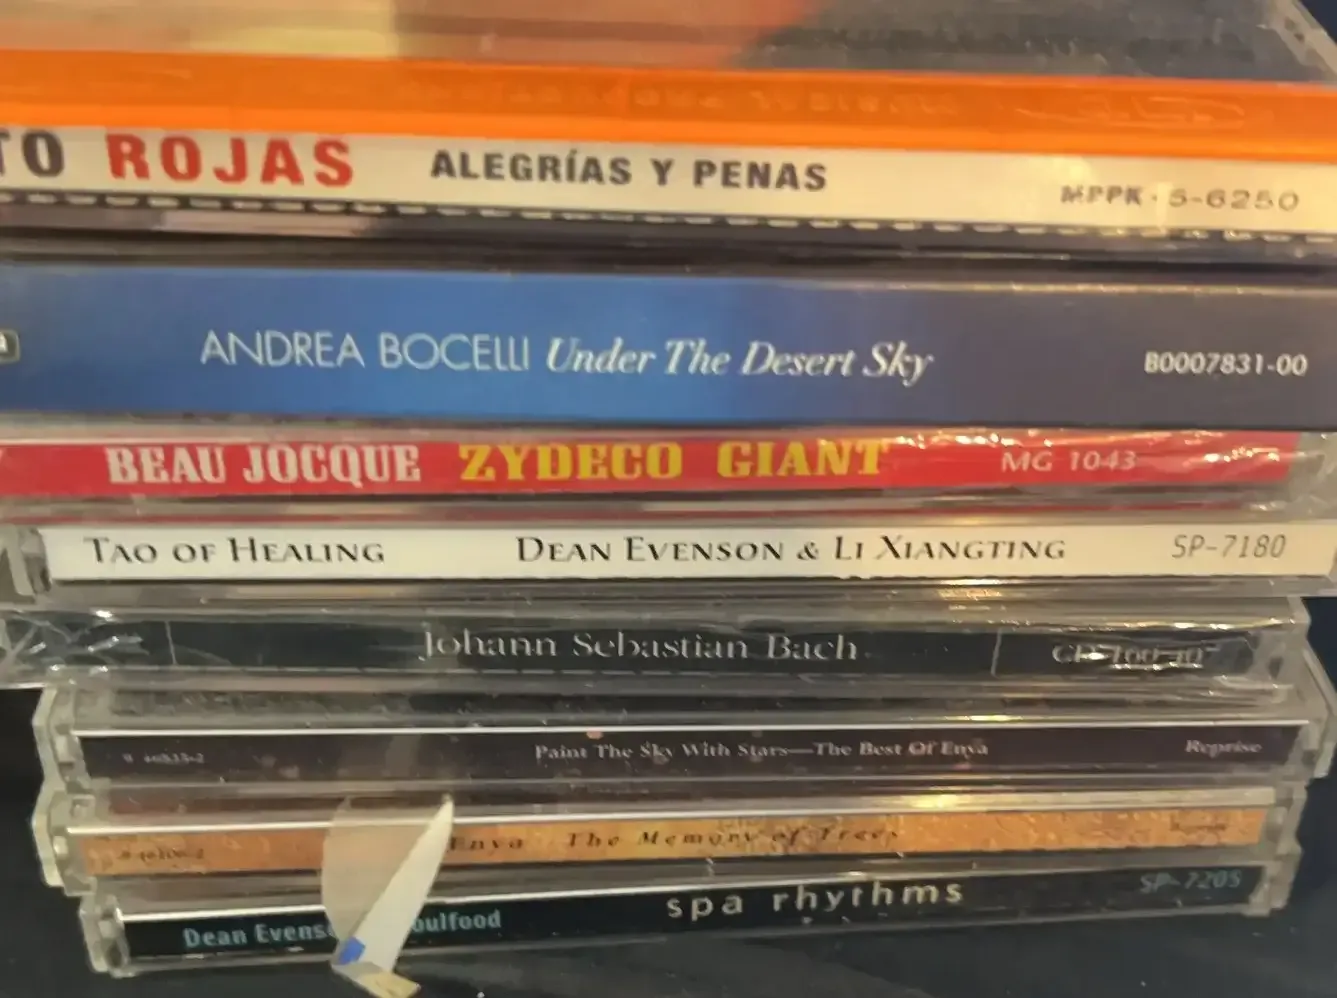 TO ROJAS ALEGRÍAS Y PENAS MPPK-5-6250
ANDREA BOCELLI Under The Desert Sky B0007831-00
BEAU JOCQUE ZYDECO GIANT MG 1043
TAO OF HEALING DEAN EVENSON & LI XIANGTING SP-7180
Johann Sebastian Bach
Paint The Sky With Stars—The Best Of Enya Reprise
Enya The Memory of Trees
Dean Evens oulfood spa rhythms SP-7205